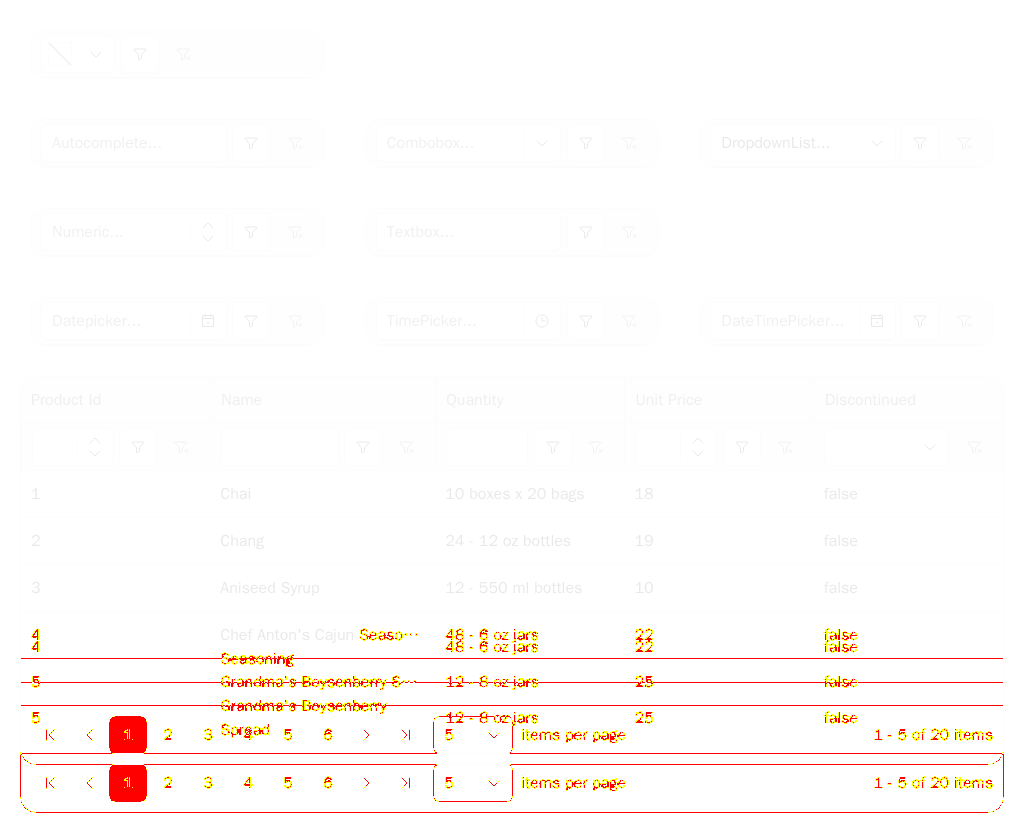 Autocomplete... Combobox... DropdownList...
Numeric... Textbox...
Datepicker... TimePicker... DateTimePicker...
Product Id Name Quantity Unit Price Discontinued
1 Chai 10 boxes x 20 bags 18 false
2 Chang 24 - 12 oz bottles 19 false
3 Aniseed Syrup 12 - 550 ml bottles 10 false
4 Chef Anton's Cajun Seaso... 48 - 6 oz jars 22 false
4 48 - 6 oz jars 22 false
Seasoning
5 Grandma's Boysenberry S... 12 - 8 oz jars 25 false
Grandma's Boysenberry
5 12 - 8 oz jars 25 false
Spread
1 2 3 4 5 6 5 items per page 1 - 5 of 20 items
1 2 3 4 5 6 5 items per page 1 - 5 of 20 items